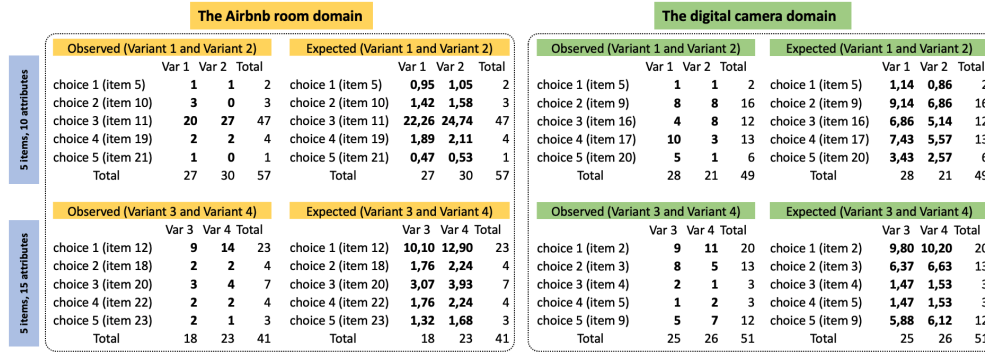 The Airbnb room domain
The digital camera domain
5 items, 10 attributes
Observed (Variant 1 and Variant 2)
Var 1 Var 2 Total
choice 1 (item 5) 1 1 2
choice 2 (item 10) 3 0 3
choice 3 (item 11) 20 27 47
choice 4 (item 19) 2 2 4
choice 5 (item 21) 1 0 1
Total 27 30 57
Expected (Variant 1 and Variant 2)
Var 1 Var 2 Total
choice 1 (item 5) 0,95 1,05 2
choice 2 (item 10) 1,42 1,58 3
choice 3 (item 11) 22,26 24,74 47
choice 4 (item 19) 1,89 2,11 4
choice 5 (item 21) 0,47 0,53 1
Total 27 30 57
Observed (Variant 1 and Variant 2)
Var 1 Var 2 Total
choice 1 (item 5) 1 1 2
choice 2 (item 9) 8 8 16
choice 3 (item 16) 4 8 12
choice 4 (item 17) 10 3 13
choice 5 (item 20) 5 1 6
Total 28 21 49
Expected (Variant 1 and Variant 2)
Var 1 Var 2 Total
choice 1 (item 5) 1,14 0,86 2
choice 2 (item 9) 9,14 6,86 16
choice 3 (item 16) 6,86 5,14 12
choice 4 (item 17) 7,43 5,57 13
choice 5 (item 20) 3,43 2,57 6
Total 28 21 49
5 items, 15 attributes
Observed (Variant 3 and Variant 4)
Var 3 Var 4 Total
choice 1 (item 12) 9 14 23
choice 2 (item 18) 2 2 4
choice 3 (item 20) 3 4 7
choice 4 (item 22) 2 2 4
choice 5 (item 23) 2 1 3
Total 18 23 41
Expected (Variant 3 and Variant 4)
Var 3 Var 4 Total
choice 1 (item 12) 10,10 12,90 23
choice 2 (item 18) 1,76 2,24 4
choice 3 (item 20) 3,07 3,93 7
choice 4 (item 22) 1,76 2,24 4
choice 5 (item 23) 1,32 1,68 3
Total 18 23 41
Observed (Variant 3 and Variant 4)
Var 3 Var 4 Total
choice 1 (item 2) 9 11 20
choice 2 (item 3) 8 5 13
choice 3 (item 4) 2 1 3
choice 4 (item 5) 1 2 3
choice 5 (item 9) 5 7 12
Total 25 26 51
Expected (Variant 3 and Variant 4)
Var 3 Var 4 Total
choice 1 (item 2) 9,80 10,20 20
choice 2 (item 3) 6,37 6,63 13
choice 3 (item 4) 1,47 1,53 3
choice 4 (item 5) 1,47 1,53 3
choice 5 (item 9) 5,88 6,12 12
Total 25 26 51